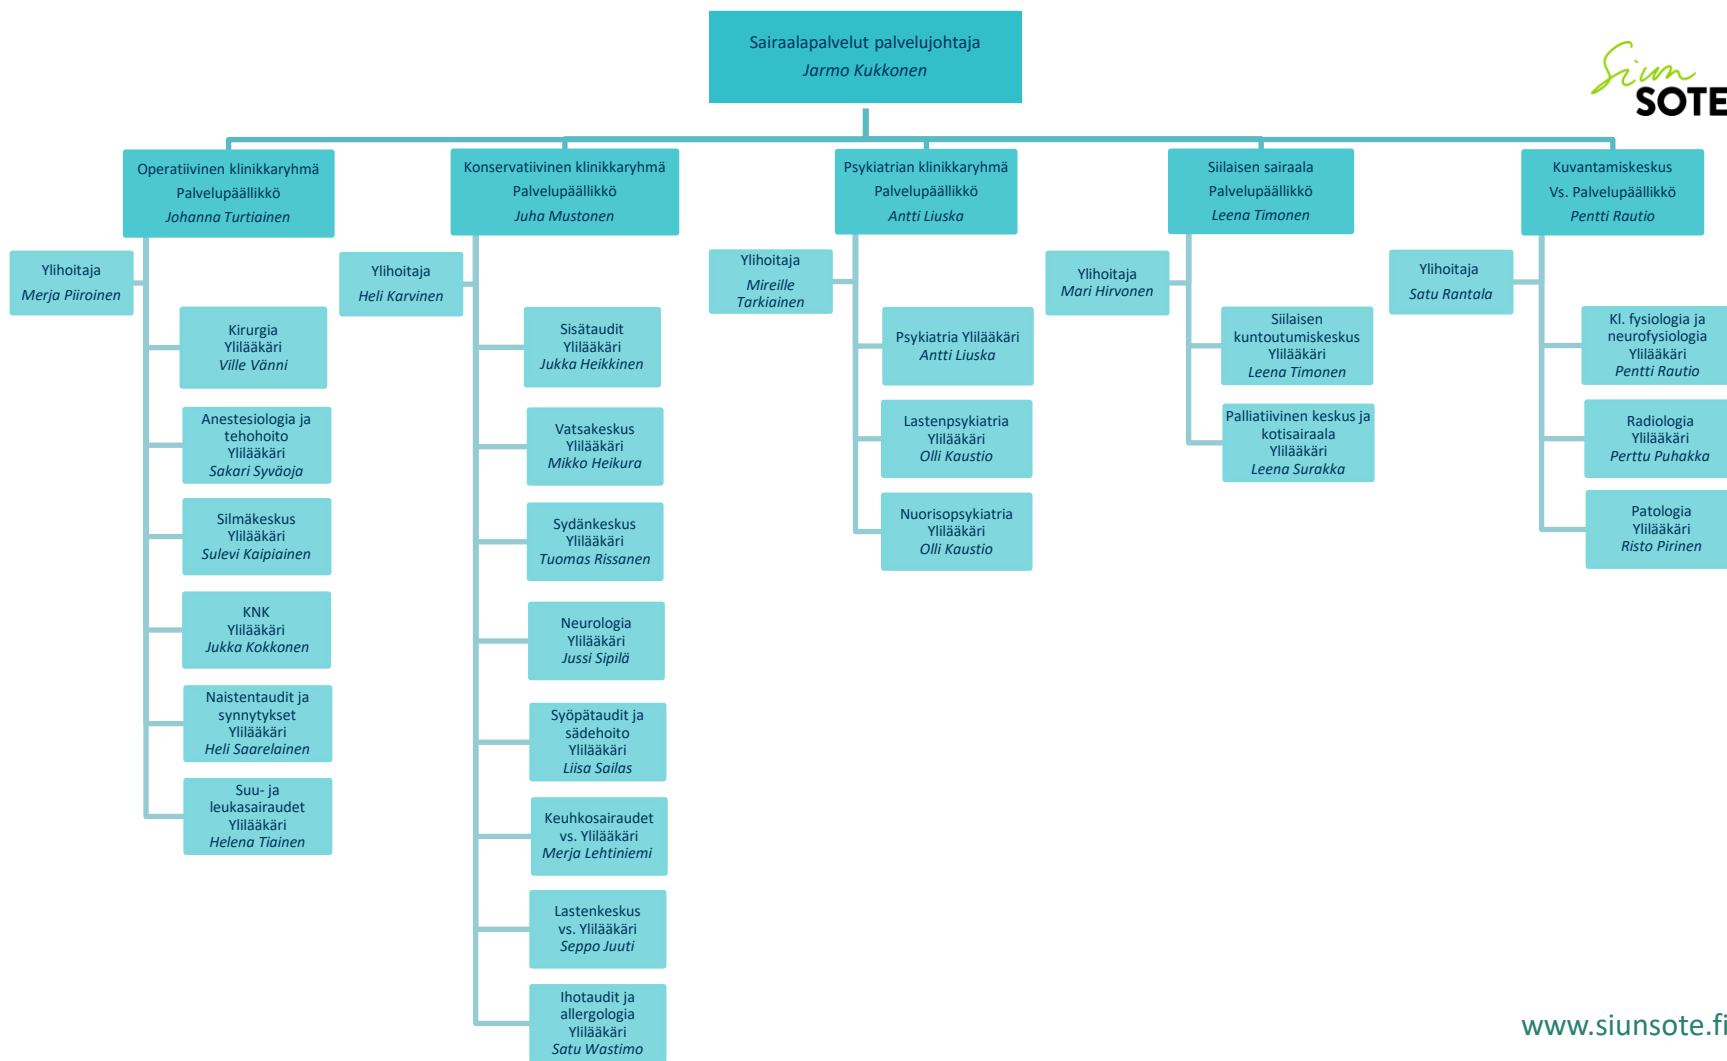 Sairaalapalvelut palvelujohtaja
Jarmo Kukkonen
Siun
SOTE
Operatiivinen klinikkaryhmä
Palvelupäällikkö
Johanna Turtiainen
Ylihoitaja
Merja Piiroinen
Kirurgia
Ylilääkäri
Ville Vänni
Anestesiologia ja
tehohoito
Ylilääkäri
Sakari Syväoja
Silmäkeskus
Ylilääkäri
Sulevi Kaipiainen
KNK
Ylilääkäri
Jukka Kokkonen
Naistentaudit ja
synnytykset
Ylilääkäri
Heli Saarelainen
Suu- ja
leukasairaudet
Ylilääkäri
Helena Tiainen
Konservatiivinen klinikkaryhmä
Palvelupäällikkö
Juha Mustonen
Ylihoitaja
Heli Karvinen
Sisätaudit
Ylilääkäri
Jukka Heikkinen
Vatsakeskus
Ylilääkäri
Mikko Heikura
Sydänkeskus
Ylilääkäri
Tuomas Rissanen
Neurologia
Ylilääkäri
Jussi Sipilä
Syöpätaudit ja
sädehoito
Ylilääkäri
Liisa Sailas
Keuhkosairaudet
vs. Ylilääkäri
Merja Lehtiniemi
Lastenkeskus
vs. Ylilääkäri
Seppo Juuti
Ihotaudit ja
allergologia
Ylilääkäri
Satu Wastimo
Psykiatrian klinikkaryhmä
Palvelupäällikkö
Antti Liuska
Ylihoitaja
Mireille
Tarkiainen
Psykiatria Ylilääkäri
Antti Liuska
Lastenpsykiatria
Ylilääkäri
Olli Kaustio
Nuorisopsykiatria
Ylilääkäri
Olli Kaustio
Siilaisen sairaala
Palvelupäällikkö
Leena Timonen
Ylihoitaja
Mari Hirvonen
Siilaisen
kuntoutumiskeskus
Ylilääkäri
Leena Timonen
Palliatiivinen keskus ja
kotisairaala
Ylilääkäri
Leena Surakka
Kuvantamiskeskus
Vs. Palvelupäällikkö
Pentti Rautio
Ylihoitaja
Satu Rantala
Kl. fysiologia ja
neurofysiologia
Ylilääkäri
Pentti Rautio
Radiologia
Ylilääkäri
Perttu Puhakka
Patologia
Ylilääkäri
Risto Pirinen
www.siunsote.fi